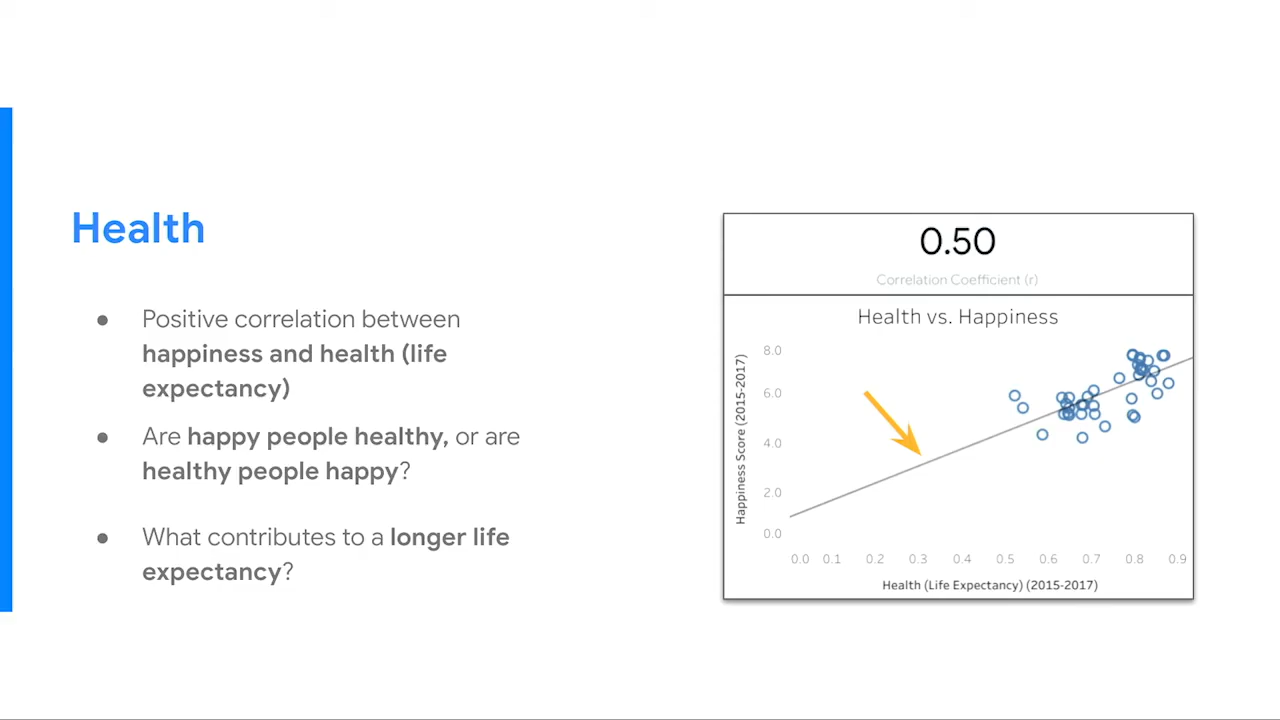 Health
● Positive correlation between
happiness and health (life
expectancy)
● Are happy people healthy, or are
healthy people happy?
● What contributes to a longer life
expectancy?
0.50
Correlation Coefficient (r)
Health vs. Happiness
Happiness Score (2015-2017)
8.0
6.0
4.0
2.0
0.0
0.0 0.1 0.2 0.3 0.4 0.5 0.6 0.7 0.8 0.9
Health (Life Expectancy) (2015-2017)